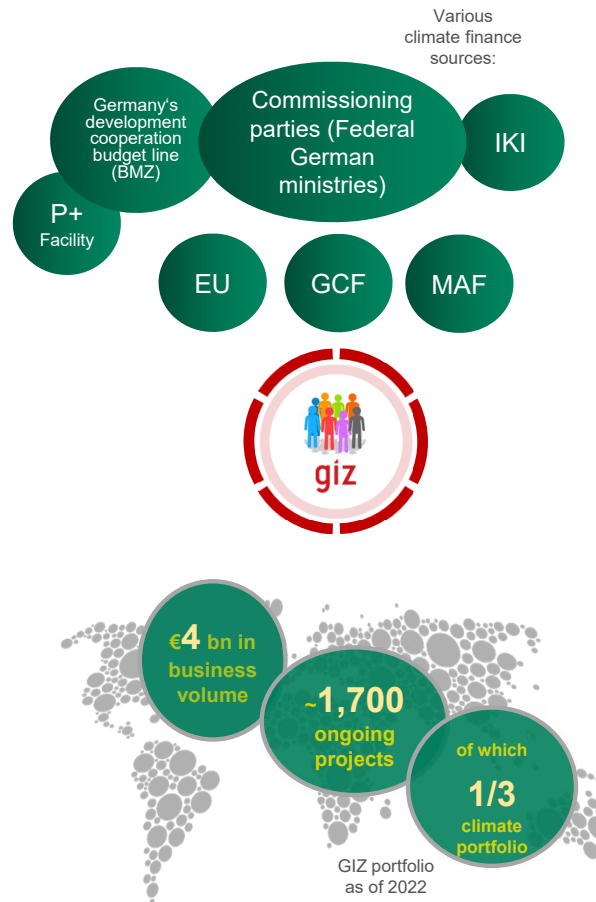 Various
climate finance
sources:
Germany‘s
development
cooperation
budget line
(BMZ)
Commissioning
parties (Federal
German
ministries)
IKI
P+
Facility
EU
GCF
MAF
giz
€4 bn in
business
volume
~1,700
ongoing
projects
of which
1/3
climate
portfolio
GIZ portfolio
as of 2022